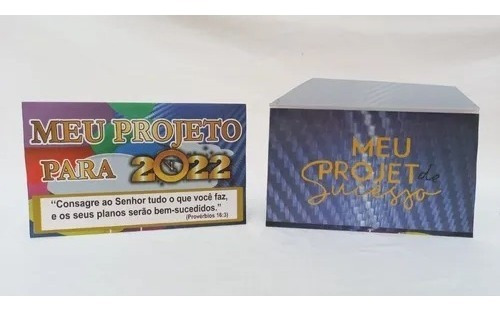 MEU PROJETO
PARA 2022
“Consagre ao Senhor tudo o que você faz,
e os seus planos serão bem-sucedidos.”
(Provérbios 16:3)
MEU
PROJET de
Sucesso